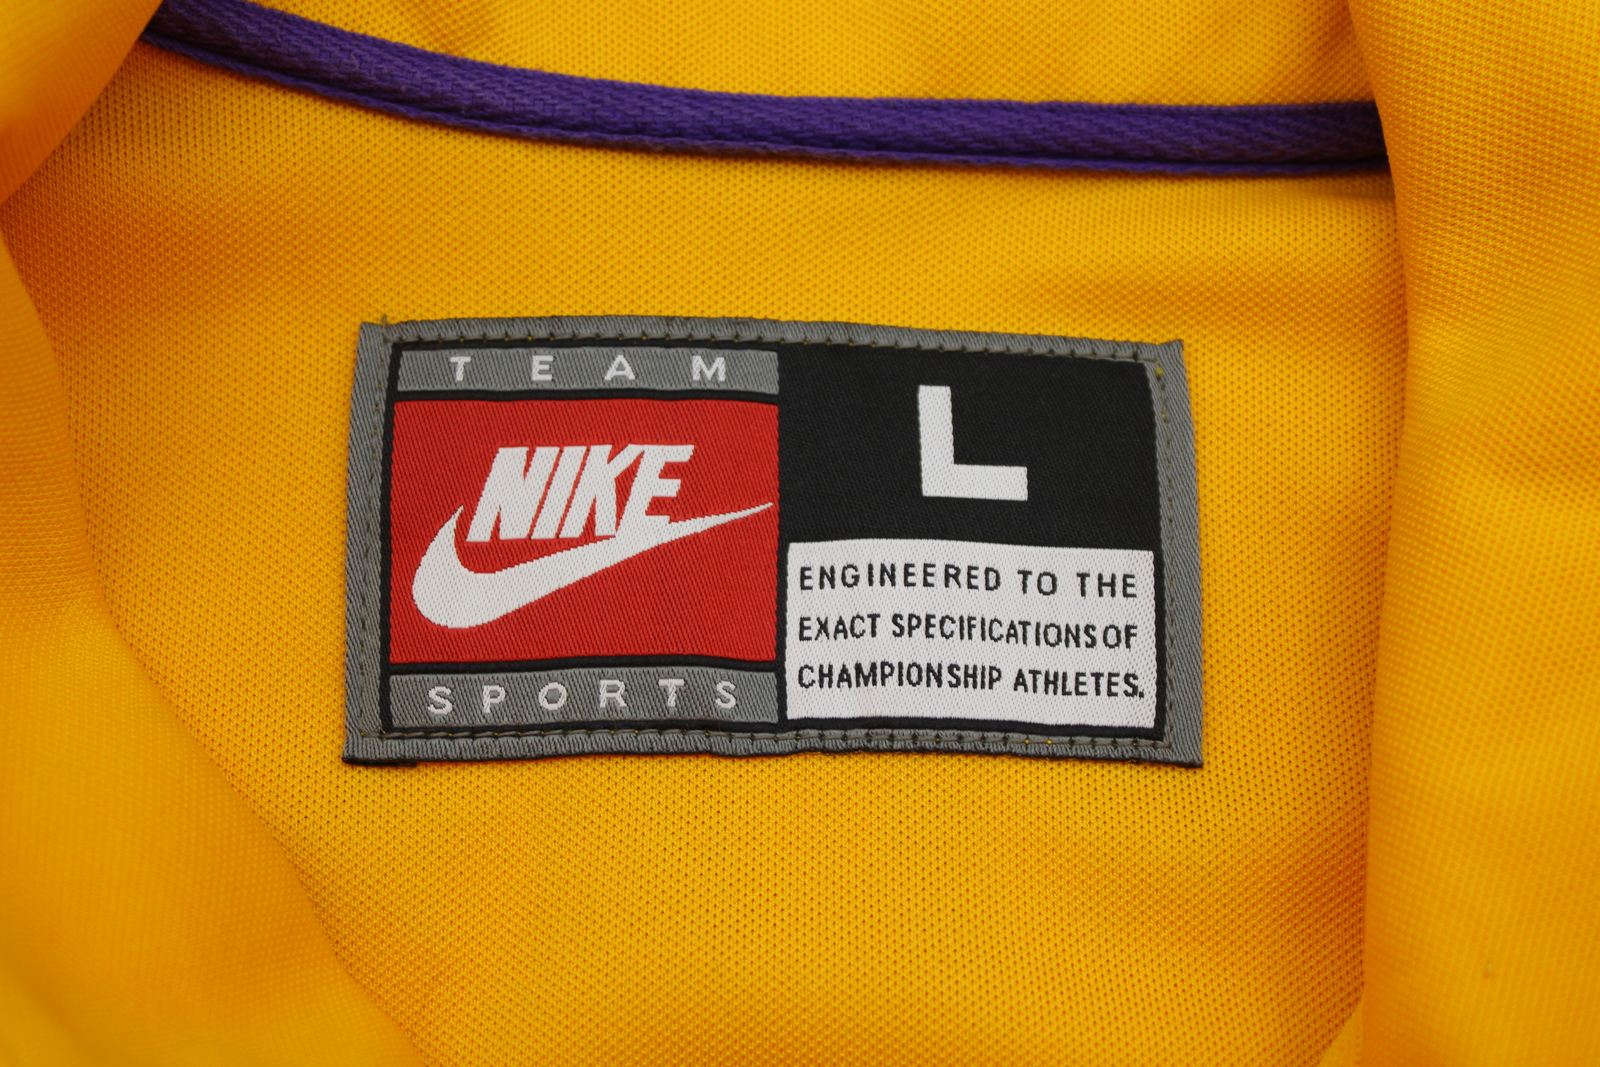 TEAM
NIKE
SPORTS
L
ENGINEERED TO THE
EXACT SPECIFICATIONS OF
CHAMPIONSHIP ATHLETES.